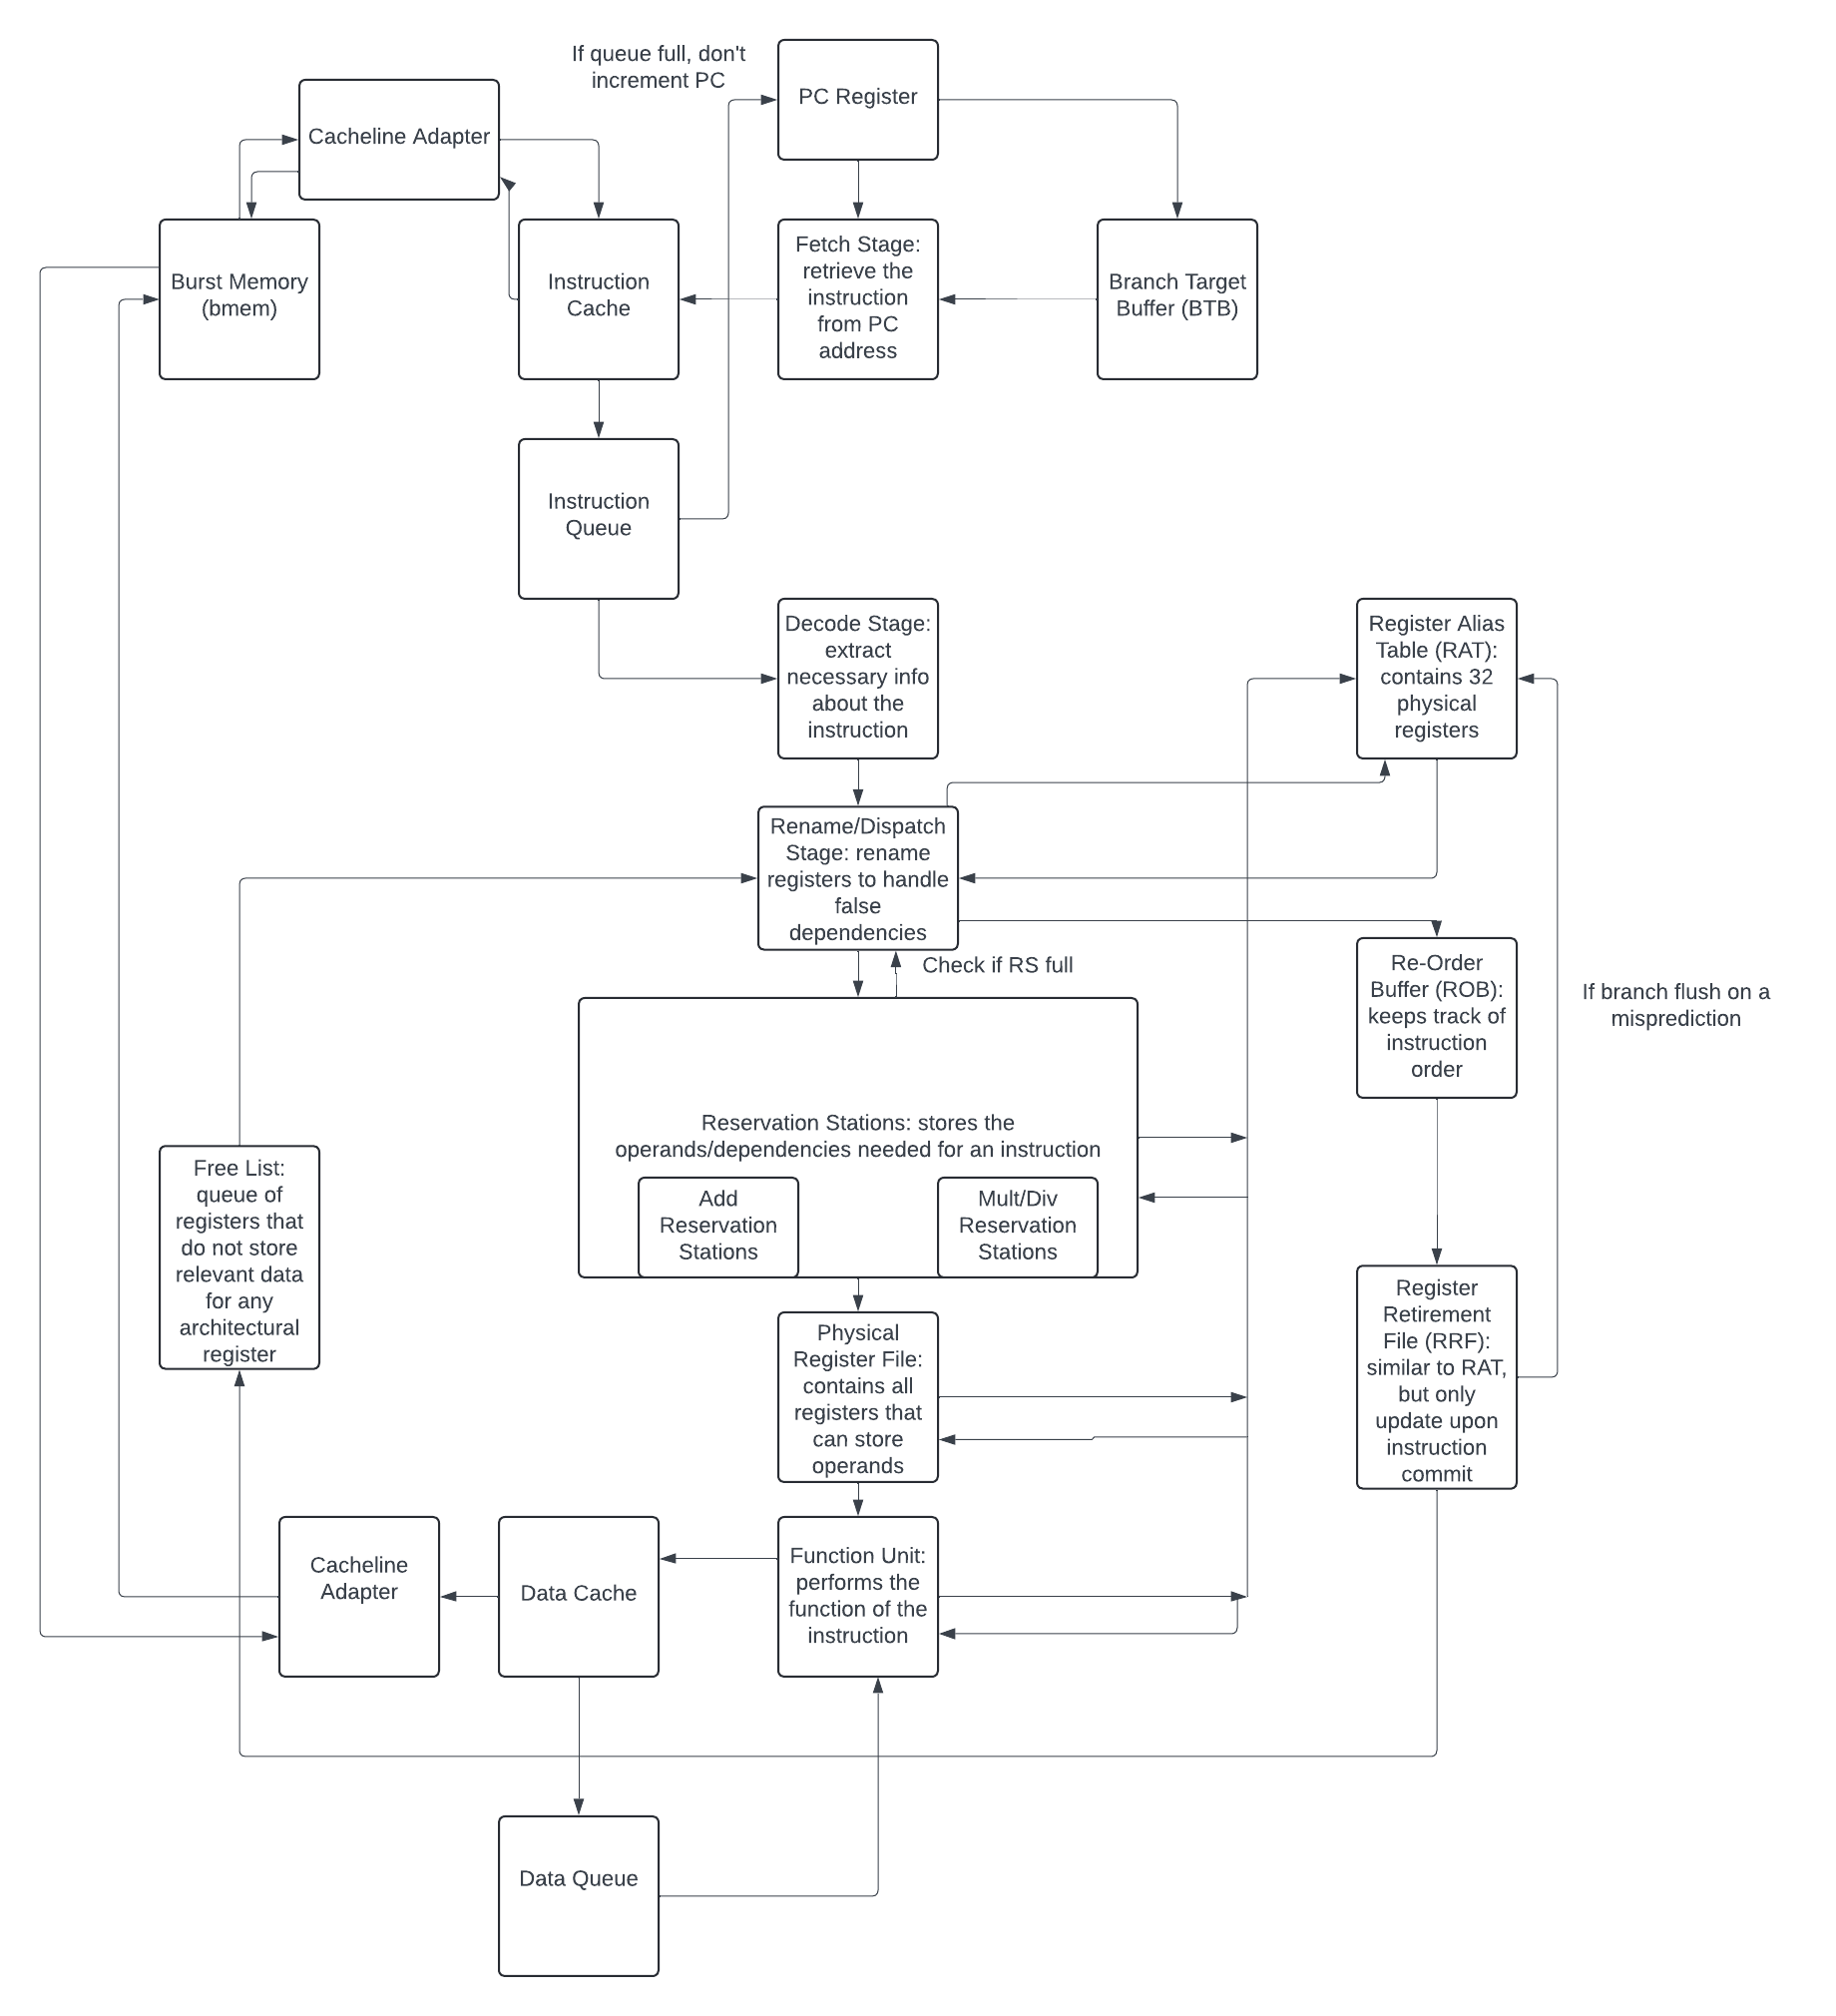 If queue full, don't
increment PC
PC Register
Cacheline Adapter
Burst Memory
(bmem)
Instruction
Cache
Fetch Stage:
retrieve the
instruction
from PC
address
Branch Target
Buffer (BTB)
Instruction
Queue
Decode Stage:
extract
necessary info
about the
instruction
Register Alias
Table (RAT):
contains 32
physical
registers
Rename/Dispatch
Stage: rename
registers to handle
false
dependencies
Check if RS full
Re-Order
Buffer (ROB):
keeps track of
instruction
order
If branch flush on a
misprediction
Reservation Stations: stores the
operands/dependencies needed for an instruction
Add
Reservation
Stations
Mult/Div
Reservation
Stations
Free List:
queue of
registers that
do not store
relevant data
for any
architectural
register
Physical
Register File:
contains all
registers that
can store
operands
Register
Retirement
File (RRF):
similar to RAT,
but only
update upon
instruction
commit
Cacheline
Adapter
Data Cache
Function Unit:
performs the
function of the
instruction
Data Queue